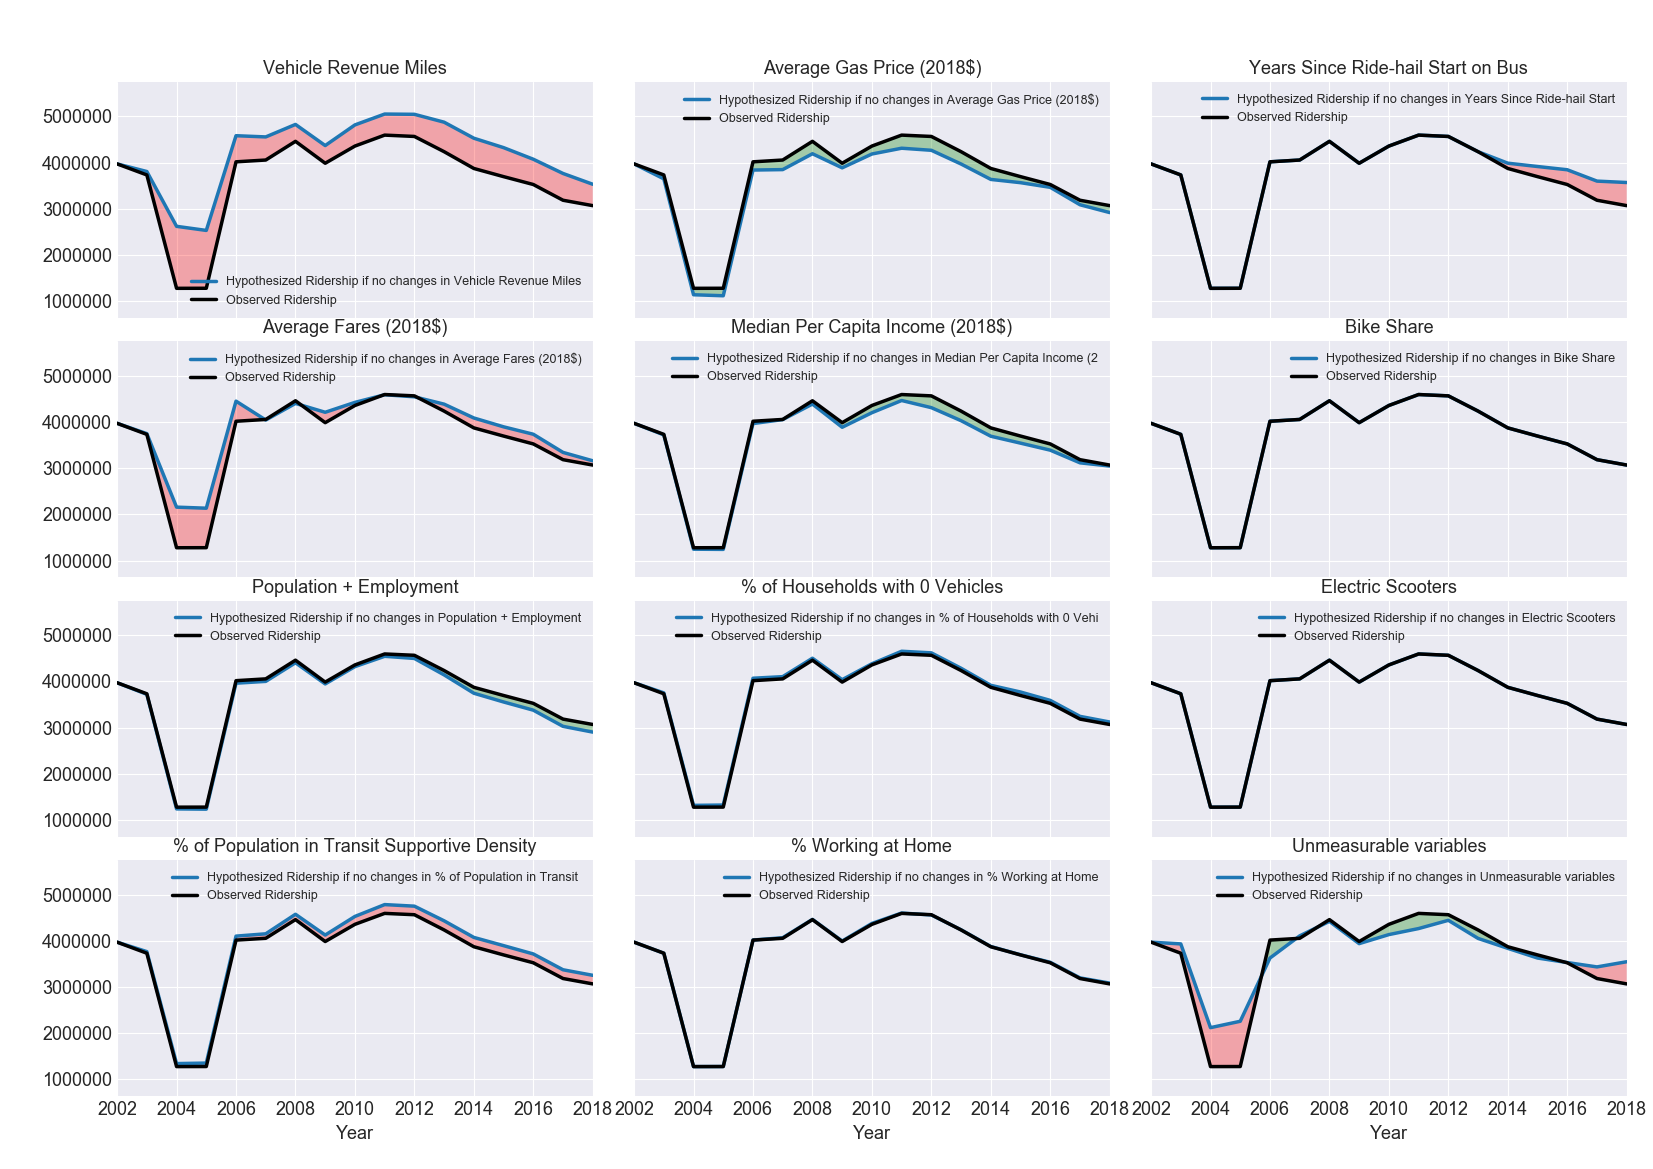 Vehicle Revenue Miles
Average Gas Price (2018$)
Years Since Ride-hail Start on Bus
5000000
4000000
3000000
2000000
1000000
Hypothesized Ridership if no changes in Vehicle Revenue Miles
Observed Ridership
Hypothesized Ridership if no changes in Average Gas Price (2018$)
Observed Ridership
Hypothesized Ridership if no changes in Years Since Ride-hail Start
Observed Ridership
Average Fares (2018$)
Median Per Capita Income (2018$)
Bike Share
5000000
4000000
3000000
2000000
1000000
Hypothesized Ridership if no changes in Average Fares (2018$)
Observed Ridership
Hypothesized Ridership if no changes in Median Per Capita Income (2
Observed Ridership
Hypothesized Ridership if no changes in Bike Share
Observed Ridership
Population + Employment
% of Households with 0 Vehicles
Electric Scooters
5000000
4000000
3000000
2000000
1000000
Hypothesized Ridership if no changes in Population + Employment
Observed Ridership
Hypothesized Ridership if no changes in % of Households with 0 Vehi
Observed Ridership
Hypothesized Ridership if no changes in Electric Scooters
Observed Ridership
% of Population in Transit Supportive Density
% Working at Home
Unmeasurable variables
5000000
4000000
3000000
2000000
1000000
Hypothesized Ridership if no changes in % of Population in Transit
Observed Ridership
Hypothesized Ridership if no changes in % Working at Home
Observed Ridership
Hypothesized Ridership if no changes in Unmeasurable variables
Observed Ridership
2002 2004 2006 2008 2010 2012 2014 2016 2018
2002 2004 2006 2008 2010 2012 2014 2016 2018
2002 2004 2006 2008 2010 2012 2014 2016 2018
Year
Year
Year